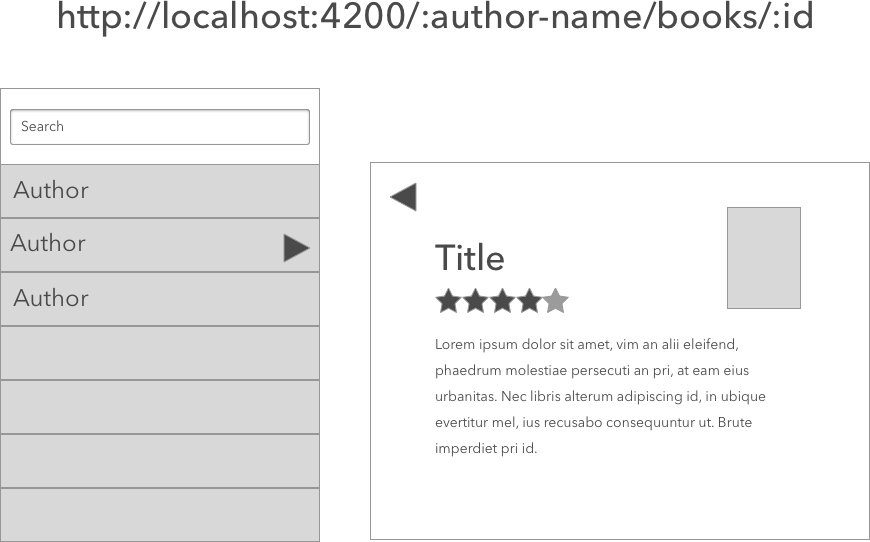 http://localhost:4200/:author-name/books/:id
Search
Author
Author
Author
Title
Lorem ipsum dolor sit amet, vim an alii eleifend,
phaedrum molestiae persecuti an pri, at eam eius
urbanitas. Nec libris alterum adipiscing id, in ubique
evertitur mel, ius recusabo consequuntur ut. Brute
imperdiet pri id.